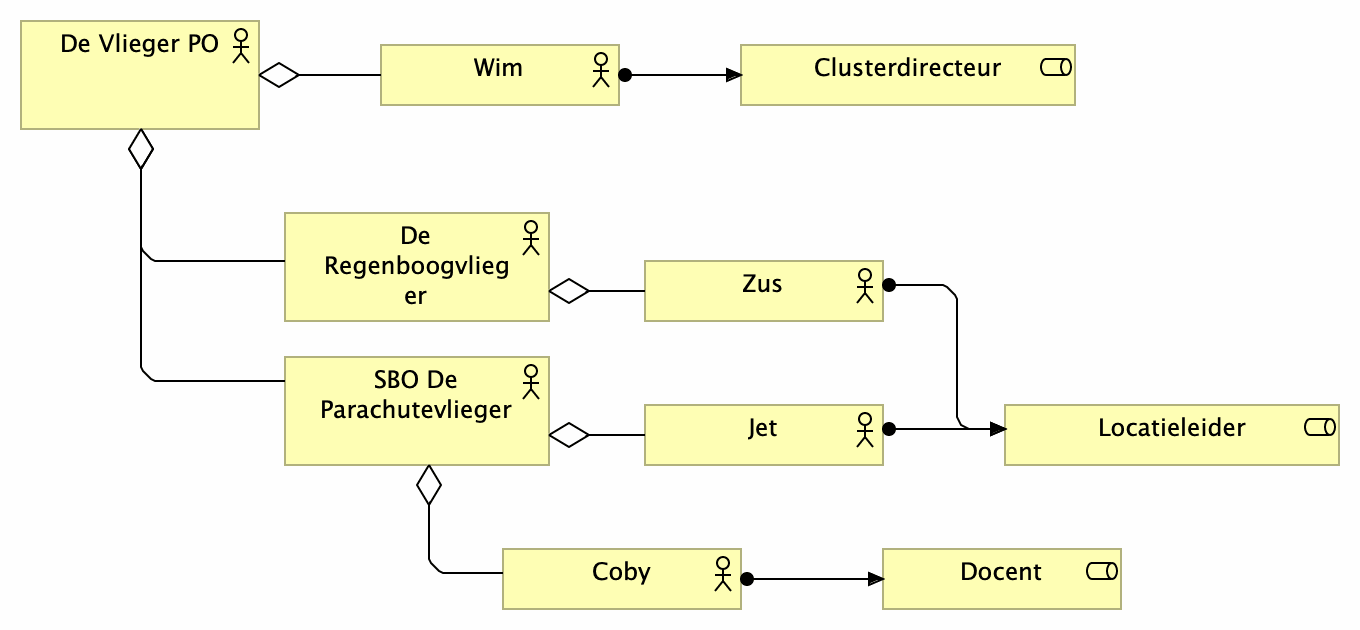 De Vlieger PO
Wim
Clusterdirecteur
De
Regenboogvlieg
er
Zus
SBO De
Parachutevlieger
Jet
Locatieleider
Coby
Docent